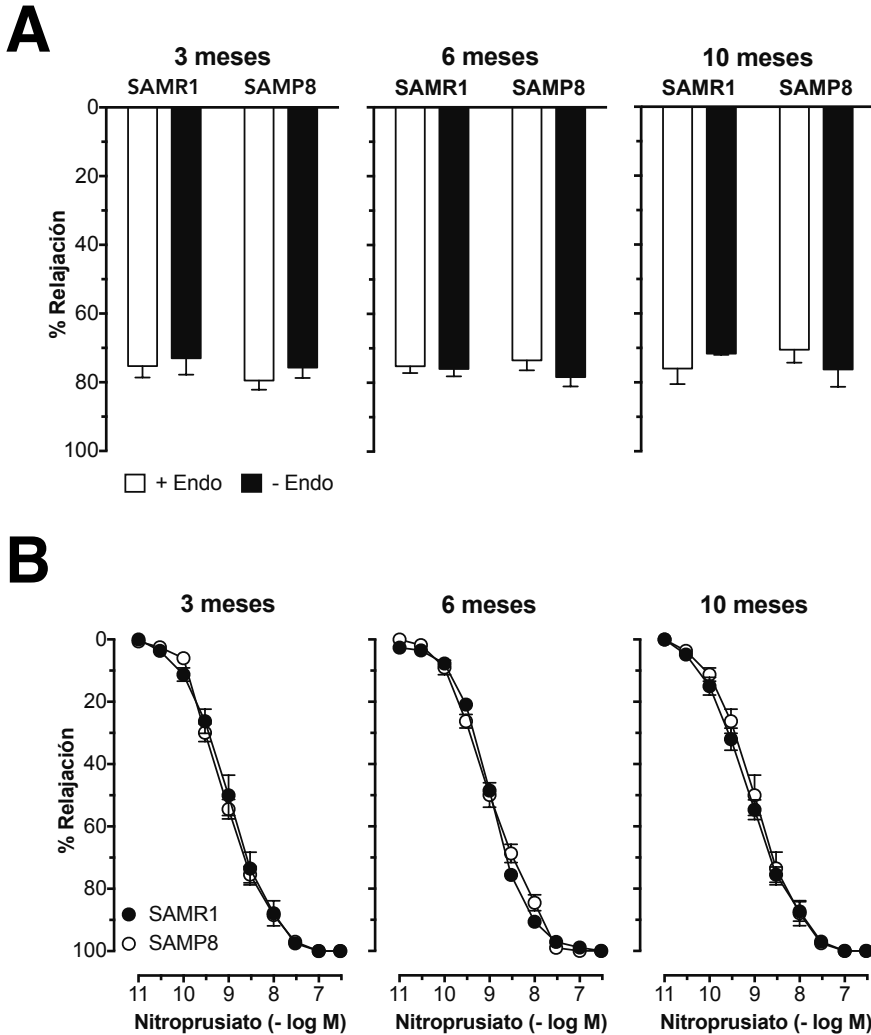 A
3 meses 6 meses 10 meses
SAMR1 SAMP8 SAMR1 SAMP8 SAMR1 SAMP8
0
20
40
60
80
100
% Relajación
+ Endo - Endo
B
3 meses 6 meses 10 meses
0
20
40
60
80
100
% Relajación
SAMR1
SAMP8
11 10 9 8 7 11 10 9 8 7 11 10 9 8 7
Nitroprusiato (- log M) Nitroprusiato (- log M) Nitroprusiato (- log M)